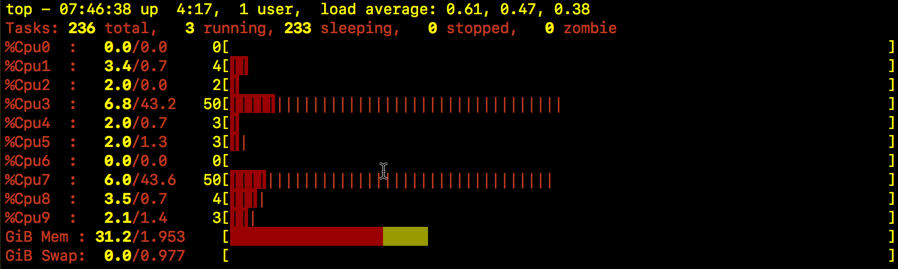 top - 07:46:38 up  4:17,  1 user,  load average: 0.61, 0.47, 0.38
Tasks: 236 total,   3 running, 233 sleeping,   0 stopped,   0 zombie
%Cpu0  :   0.0/0.0     0[ ]
%Cpu1  :   3.4/0.7     4[|||| ]
%Cpu2  :   2.0/0.0     2[ ]
%Cpu3  :   6.8/43.2   50[|||||||||||||||||||||||||||||||||||| ]
%Cpu4  :   2.0/0.7     3[ ]
%Cpu5  :   2.0/1.3     3[ | ]
%Cpu6  :   0.0/0.0     0[ ]
%Cpu7  :   6.0/43.6   50[||||||||||||||||||||||||||||||||||| ]
%Cpu8  :   3.5/0.7     4[ | ]
%Cpu9  :   2.1/1.4     3[ | ]
GiB Mem : 31.2/1.953    [ ]
GiB Swap:  0.0/0.977    [ ]